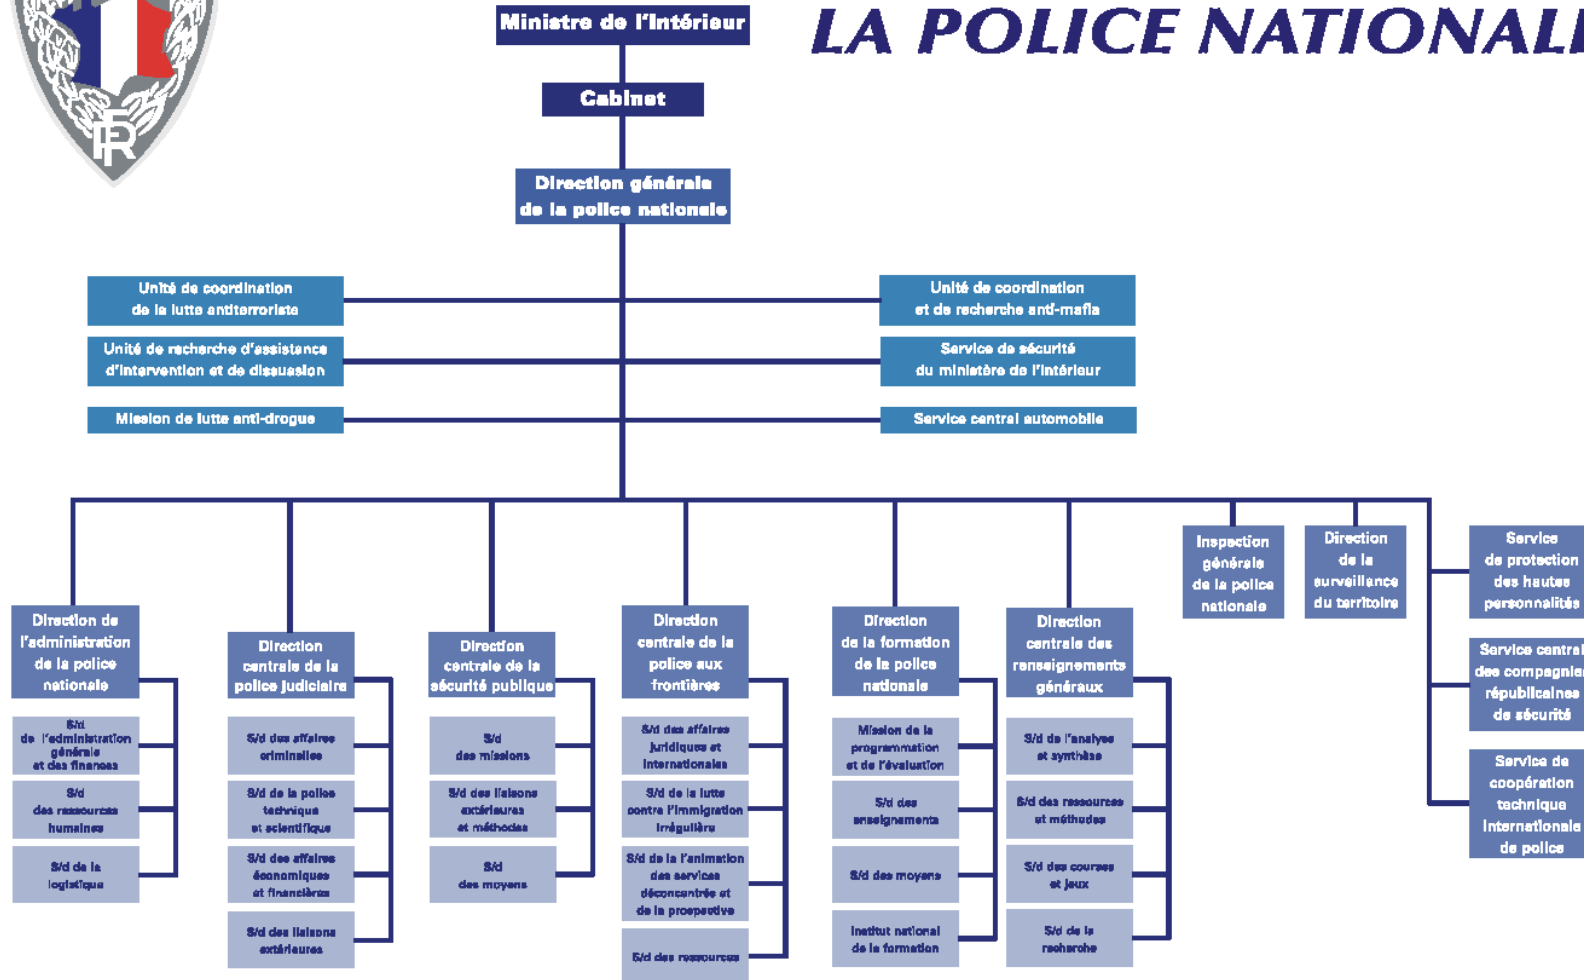 LA POLICE NATIONALE
RF
Ministre de l'Intérieur
Cabinet
Direction générale
de la police nationale
Unité de coordination
de la lutte antiterroriste
Unité de coordination
et de recherche anti-mafia
Unité de recherche d'assistance
d'intervention et de dissuasion
Service de sécurité
du ministère de l'intérieur
Mission de lutte anti-drogue
Service central automobile
Direction de
l'administration
de la police
nationale
S/d
de l'administration
générale
et des finances
S/d
des ressources
humaines
S/d de la
logistique
Direction
centrale de la
police judiciaire
S/d des affaires
criminelles
S/d de la police
technique
et scientifique
S/d des affaires
économiques
et financières
S/d des liaisons
extérieures
Direction
centrale de la
sécurité publique
S/d
des missions
S/d des liaisons
extérieures
et méthodes
S/d
des moyens
Direction
centrale de la
police aux
frontières
S/d des affaires
juridiques et
internationales
S/d de la lutte
contre l'immigration
irrégulière
S/d de la l'animation
des services
déconcentrés et
de la prospective
S/d des ressources
Direction
de la formation
de la police
nationale
Mission de la
programmation
et de l'évaluation
S/d des
enseignements
S/d des moyens
Institut national
de la formation
Direction
centrale des
renseignements
généraux
S/d de l'analyse
et synthèse
S/d des ressources
et méthodes
S/d des courses
et jeux
S/d de la
recherche
Inspection
générale
de la police
nationale
Direction
de la
surveillance
du territoire
Service
de protection
des hautes
personnalités
Service central
des compagnies
républicaines
de sécurité
Service de
coopération
technique
internationale
de police